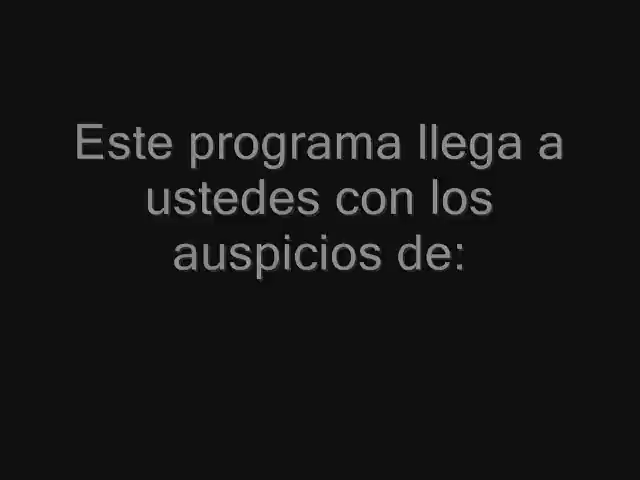 Este programa llega a
ustedes con los
auspicios de: